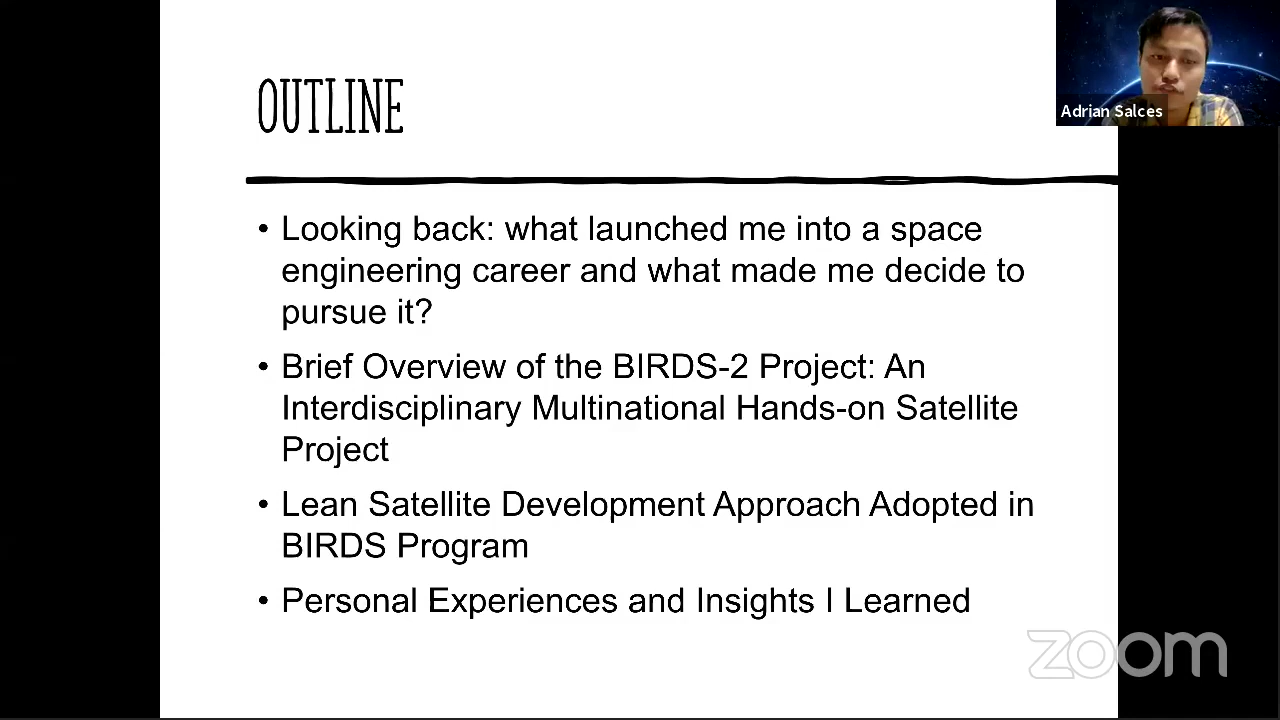 OUTLINE
Adrian Salces
• Looking back: what launched me into a space
engineering career and what made me decide to
pursue it?
• Brief Overview of the BIRDS-2 Project: An
Interdisciplinary Multinational Hands-on Satellite
Project
• Lean Satellite Development Approach Adopted in
BIRDS Program
• Personal Experiences and Insights I Learned
zoom